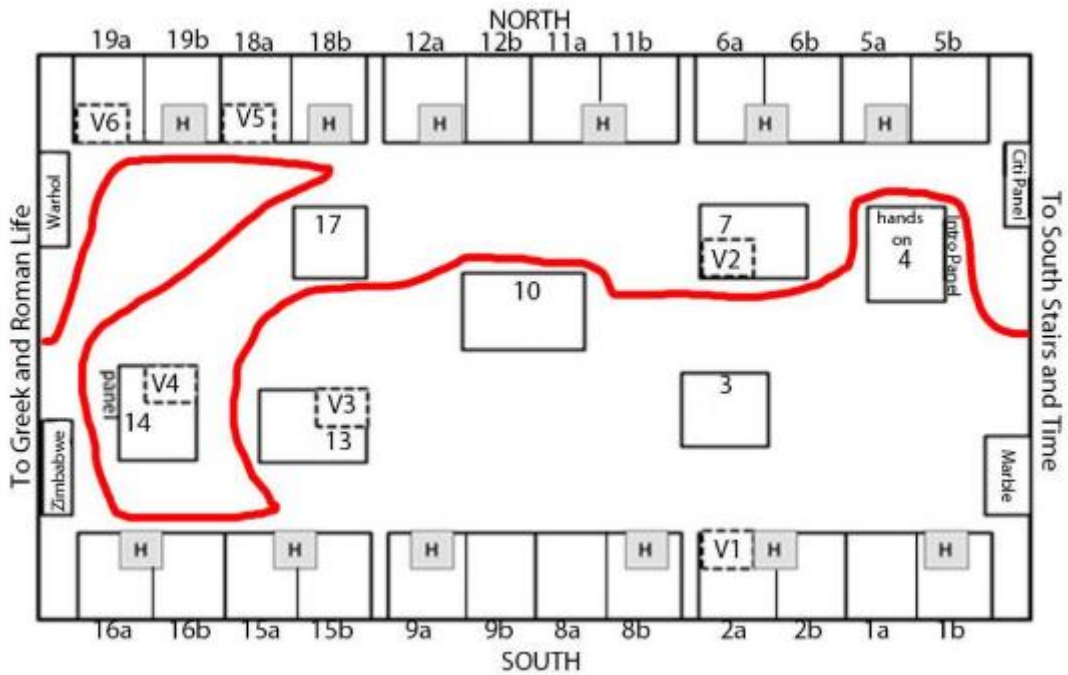 NORTH
19a 19b 18a 18b 12a 12b 11a 11b 6a 6b 5a 5b
V6 H V5 H H H H H
Warhol
Citi Panel
To Greek and Roman Life
To South Stairs and Time
17
7
V2
hands
on
4
Intro Panel
10
panel
V4
14
V3
13
3
Zimbabwe
Marble
H H H H V1 H H
16a 16b 15a 15b 9a 9b 8a 8b 2a 2b 1a 1b
SOUTH